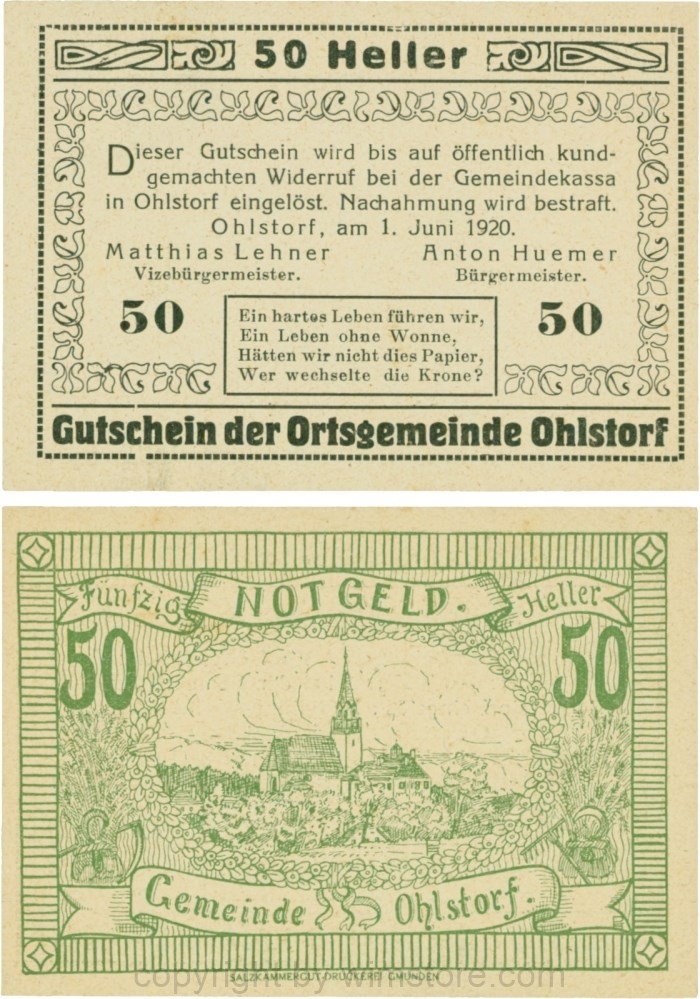 50 Heller
Dieser Gutschein wird bis auf öffentlich kund-
gemachten Widerruf bei der Gemeindekassa
in Ohlstorf eingelöst. Nachahmung wird bestraft.
Ohlstorf, am 1. Juni 1920.
Matthias Lehner Anton Huemer
Vizebürgermeister. Bürgermeister.
50 50
Ein hartes Leben führen wir,
Ein Leben ohne Wonne,
Hätten wir nicht dies Papier,
Wer wechselte die Krone?
Gutschein der Ortsgemeinde Ohlstorf
Fünfzig NOTGELD. Heller
50 50
Gemeinde Ohlstorf.
SALZKAMMERGUT-DRUCKEREI GMUNDEN
copyright by wifmstore.com